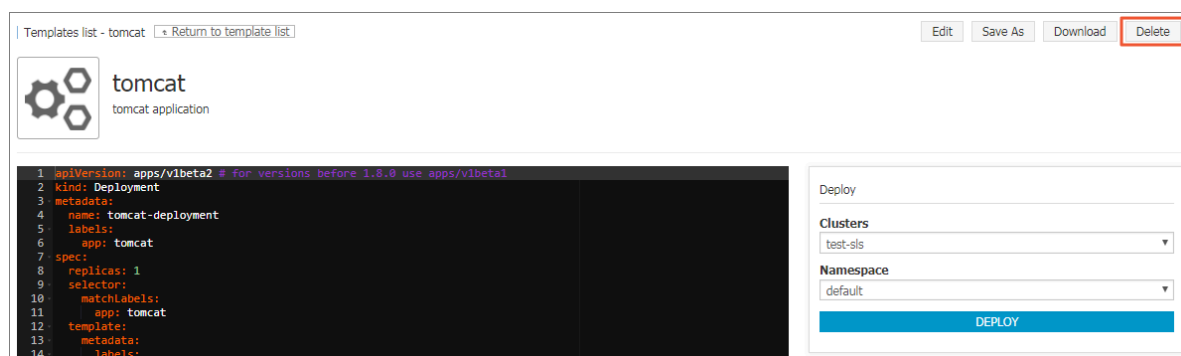 Templates list - tomcat Return to template list Edit Save As Download Delete
tomcat
tomcat application
1 apiVersion: apps/v1beta2 # for versions before 1.8.0 use apps/v1beta1
2 kind: Deployment
3 metadata:
4 name: tomcat-deployment
5 labels:
6 app: tomcat
7 spec:
8 replicas: 1
9 selector:
10 matchLabels:
11 app: tomcat
12 template:
13 metadata:
14 labels:
Deploy
Clusters
test-sls
Namespace
default
DEPLOY